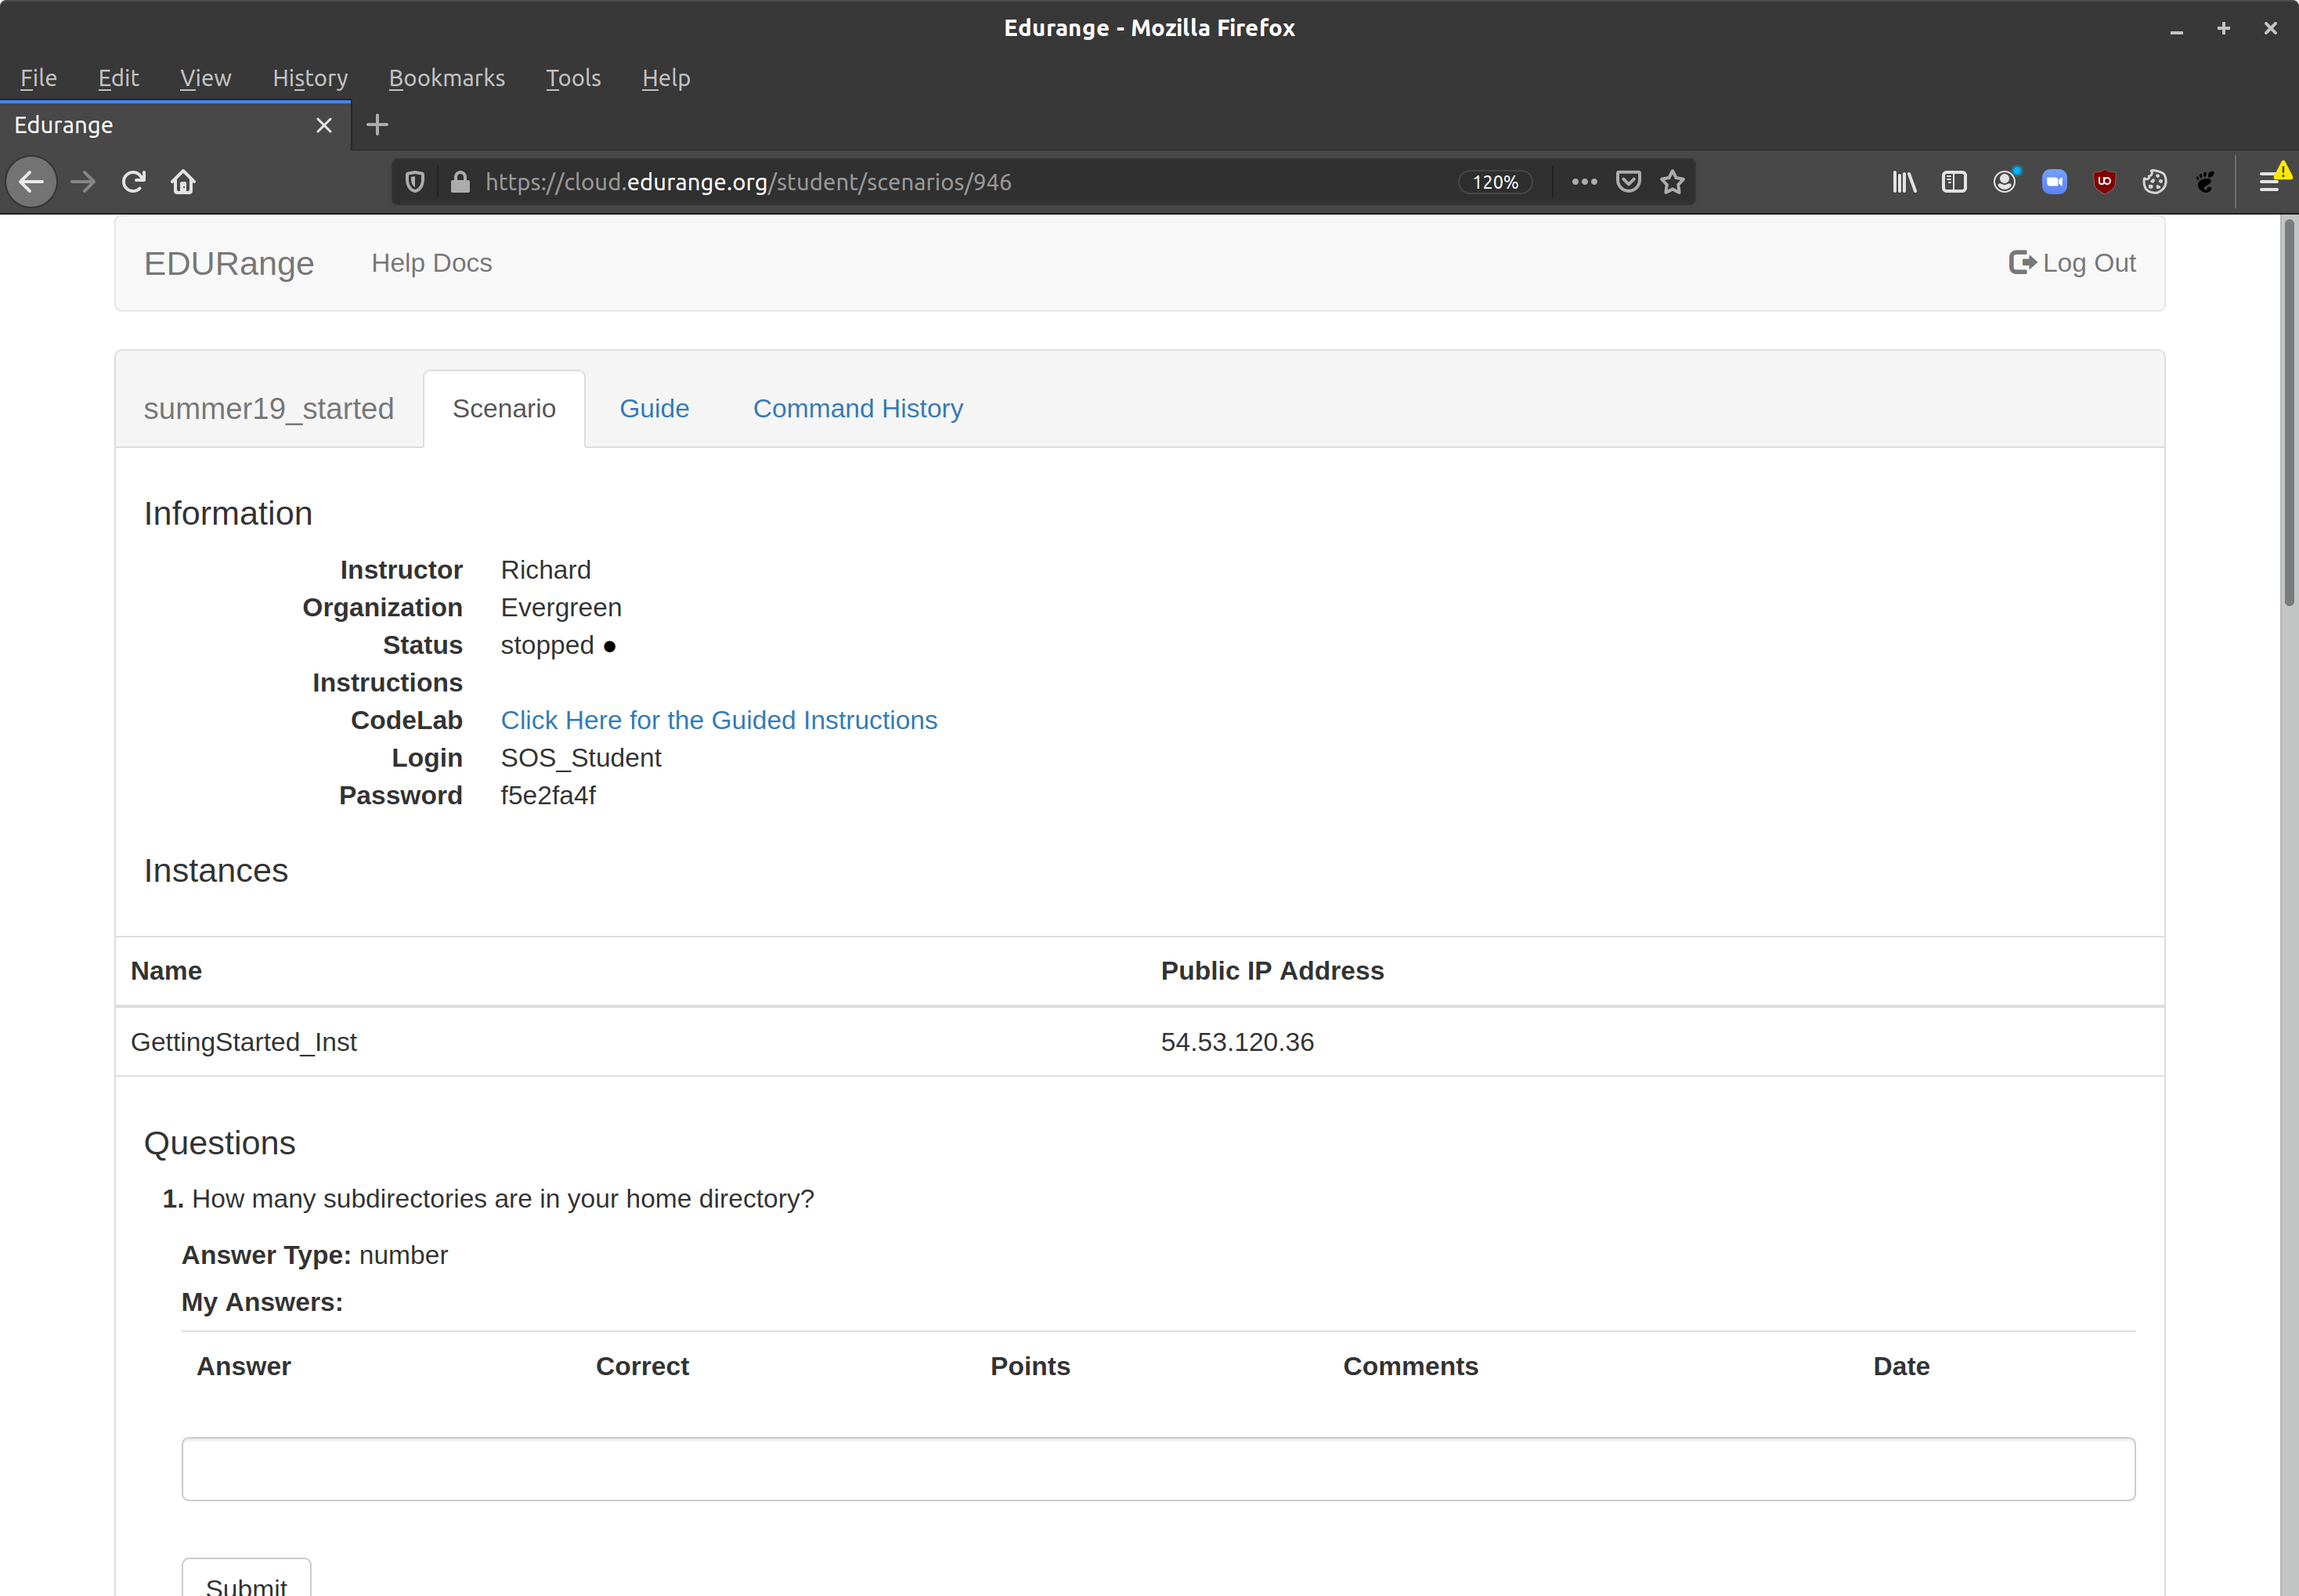 Edurange - Mozilla Firefox
File Edit View History Bookmarks Tools Help
Edurange
https://cloud.edurange.org/student/scenarios/946 120%
EDURange Help Docs Log Out
summer19_started Scenario Guide Command History
Information
Instructor Richard
Organization Evergreen
Status stopped
Instructions
CodeLab Click Here for the Guided Instructions
Login SOS_Student
Password f5e2fa4f
Instances
Name Public IP Address
GettingStarted_Inst 54.53.120.36
Questions
1. How many subdirectories are in your home directory?
Answer Type: number
My Answers:
Answer Correct Points Comments Date
Submit